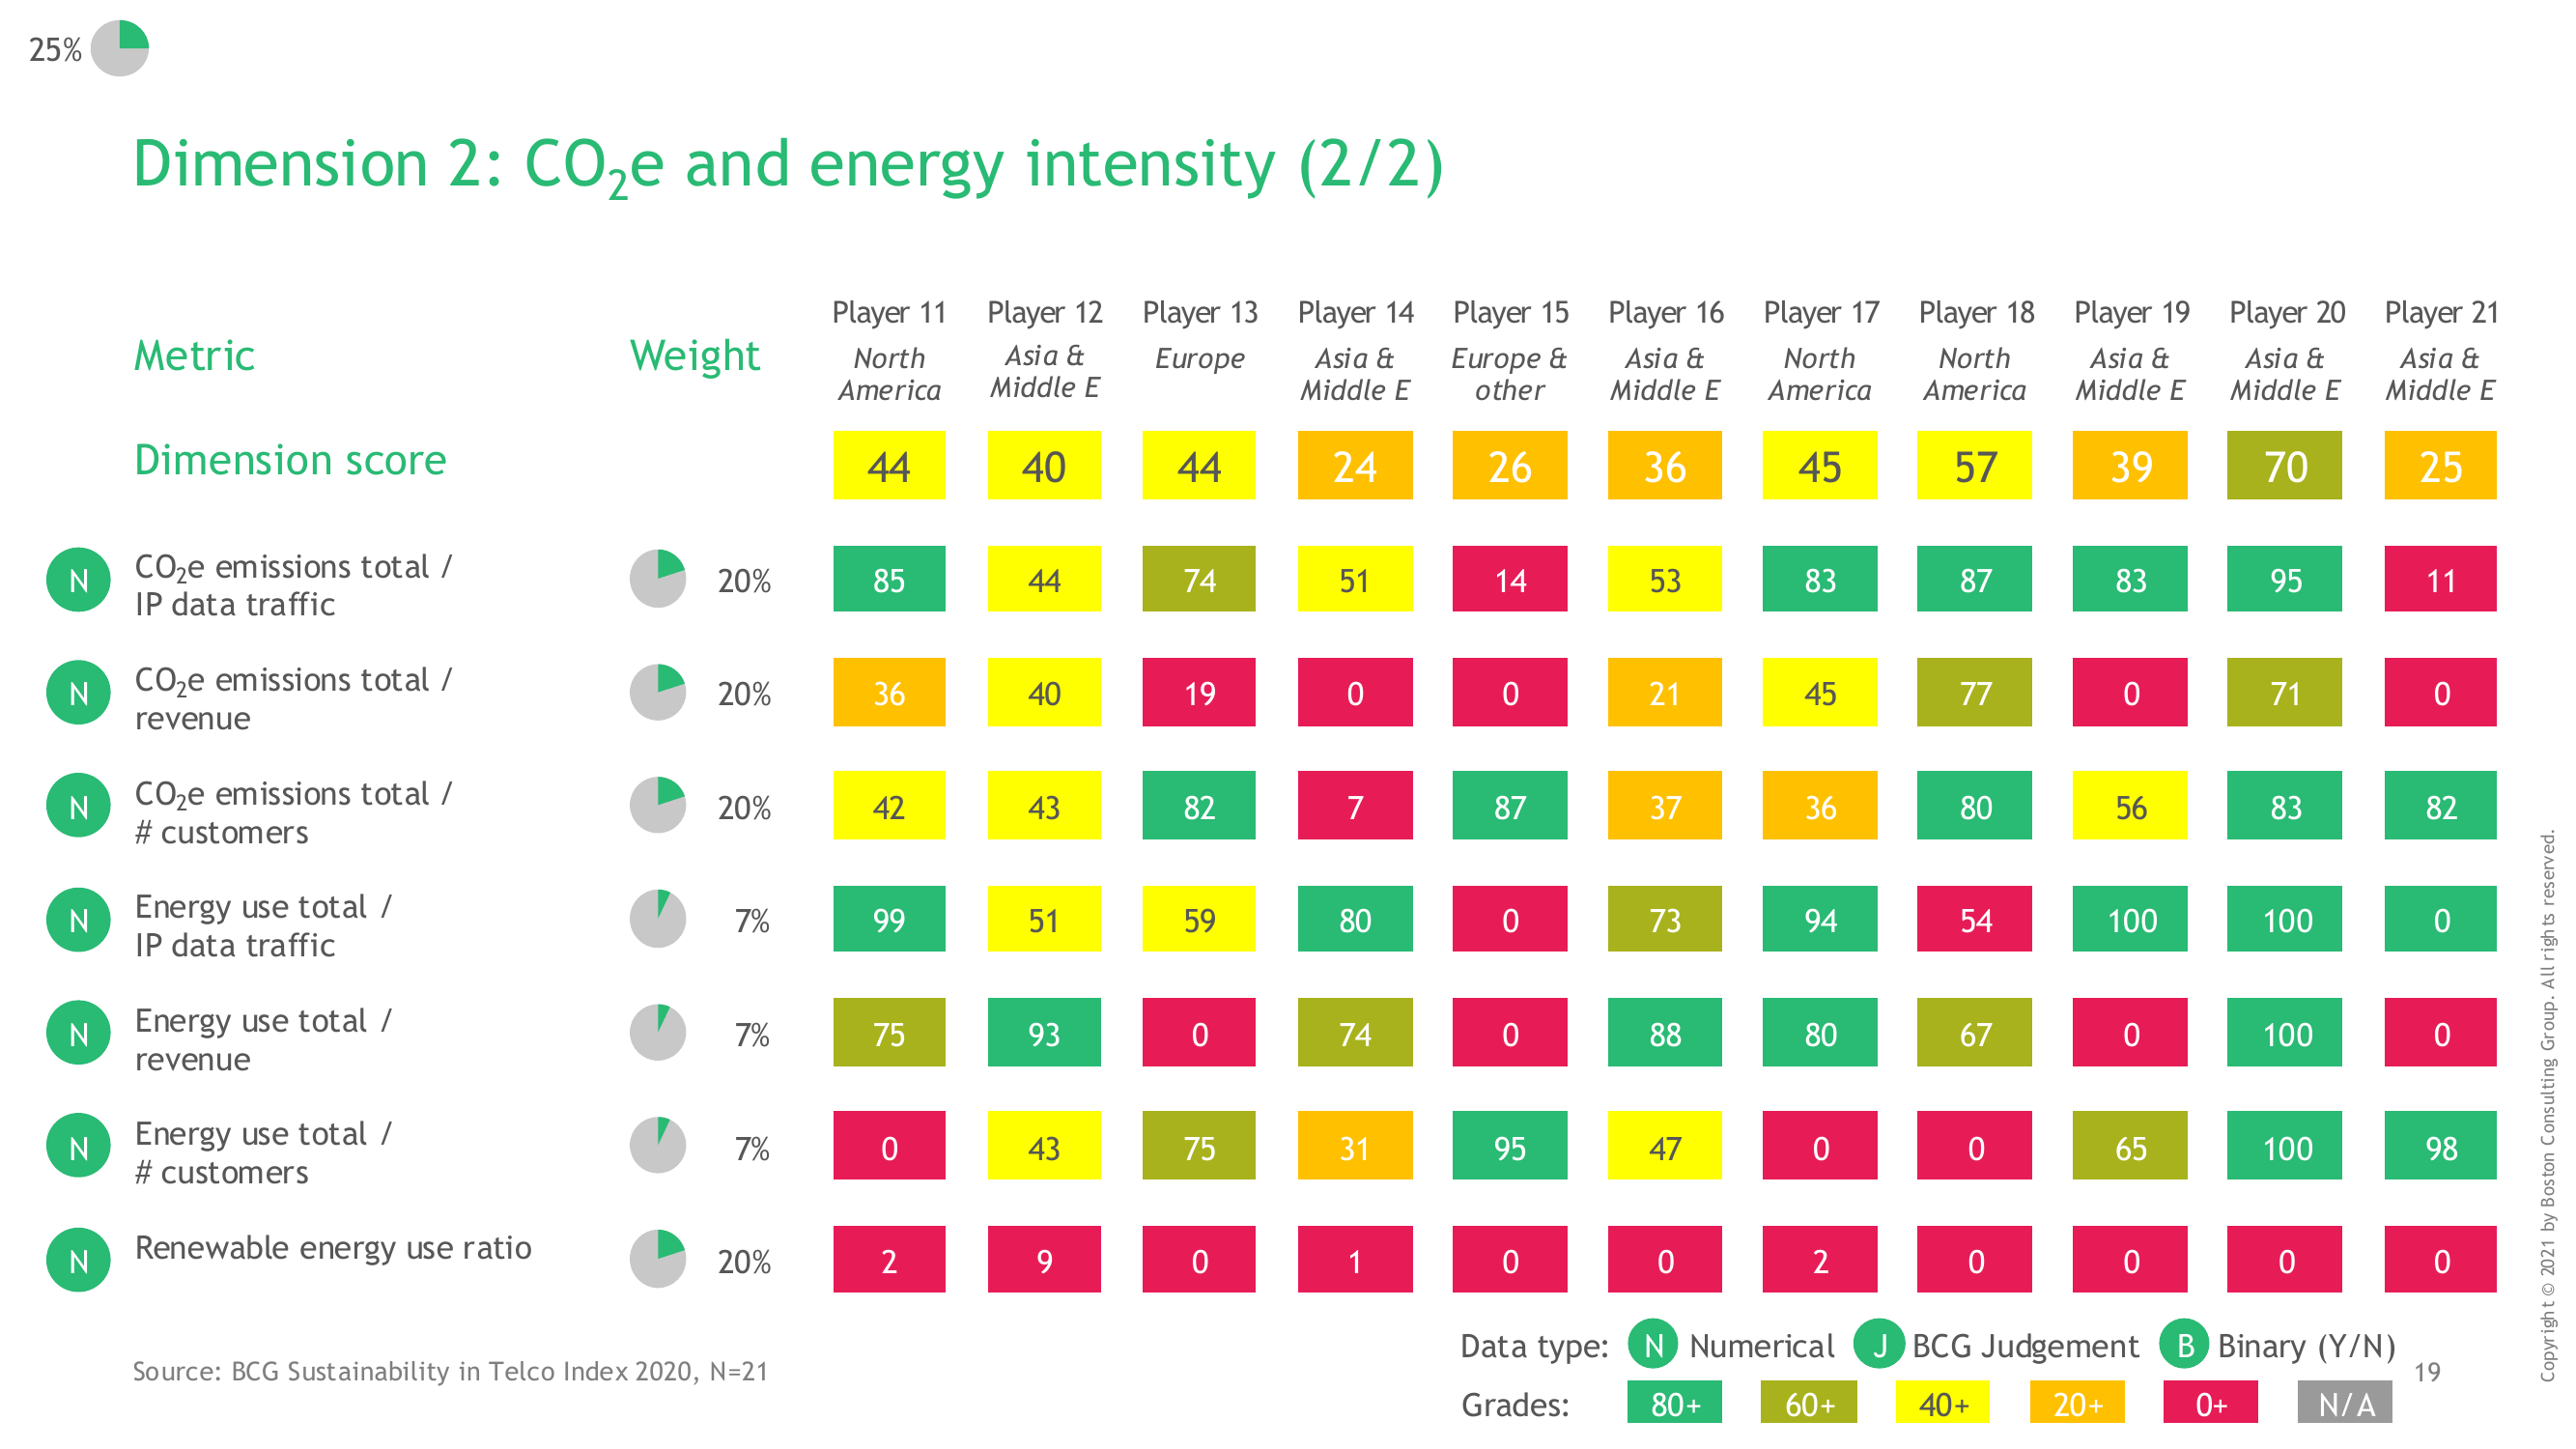 25%
Dimension 2: CO₂e and energy intensity (2/2)
Metric
Weight
Player 11 Player 12 Player 13 Player 14 Player 15 Player 16 Player 17 Player 18 Player 19 Player 20 Player 21
North America
Asia & Middle E
Europe
Asia & Middle E
Europe & other
Asia & Middle E
North America
North America
Asia & Middle E
Asia & Middle E
Asia & Middle E
Dimension score 44 40 44 24 26 36 45 57 39 70 25
N CO₂e emissions total /
IP data traffic
20% 85 44 74 51 14 53 83 87 83 95 11
N CO₂e emissions total /
revenue
20% 36 40 19 0 0 21 45 77 0 71 0
N CO₂e emissions total /
# customers
20% 42 43 82 7 87 37 36 80 56 83 82
N Energy use total /
IP data traffic
7% 99 51 59 80 0 73 94 54 100 100 0
N Energy use total /
revenue
7% 75 93 0 74 0 88 80 67 0 100 0
N Energy use total /
# customers
7% 0 43 75 31 95 47 0 0 65 100 98
N Renewable energy use ratio 20% 2 9 0 1 0 0 2 0 0 0 0
Data type: N Numerical J BCG Judgement B Binary (Y/N)
Grades: 80+ 60+ 40+ 20+ 0+ N/A
Source: BCG Sustainability in Telco Index 2020, N=21
19
Copyright © 2021 by Boston Consulting Group. All rights reserved.